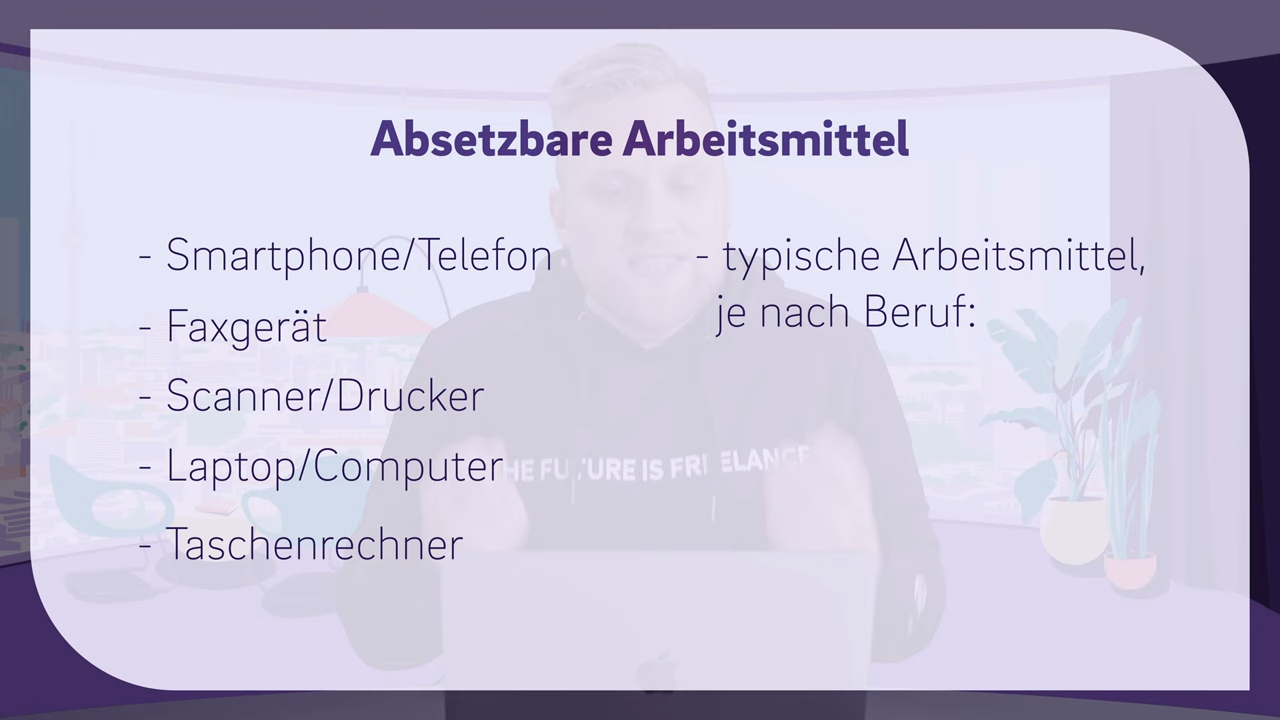 Absetzbare Arbeitsmittel
- Smartphone/Telefon
- Faxgerät
- Scanner/Drucker
- Laptop/Computer
- Taschenrechner
- typische Arbeitsmittel,
je nach Beruf:
THE FUTURE IS FREELANCE